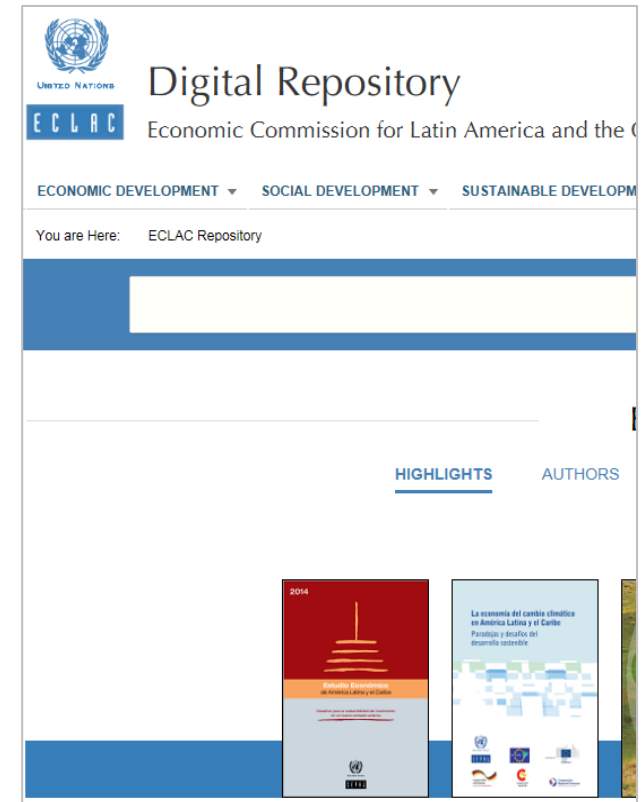 UNITED NATIONS
ECLAC
Digital Repository
Economic Commission for Latin America and the
ECONOMIC DEVELOPMENT SOCIAL DEVELOPMENT SUSTAINABLE DEVELOPM
You are Here: ECLAC Repository
HIGHLIGHTS AUTHORS
2014
Estudio Económico
de América Latina y el Caribe
La economía del cambio climático
en América Latina y el Caribe
Paradojas y desafíos del
desarrollo sostenible